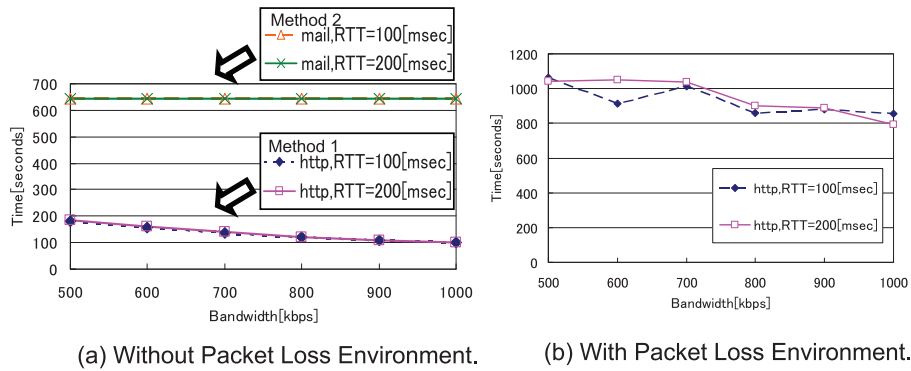 Method 2
mail,RTT=100[msec]
mail,RTT=200[msec]
Method 1
http,RTT=100[msec]
http,RTT=200[msec]
Time[seconds]
700
600
500
400
300
200
100
0
500 600 700 800 900 1000
Bandwidth[kbps]
(a) Without Packet Loss Environment.
Time[seconds]
1200
1000
800
600
400
200
0
http,RTT=100[msec]
http,RTT=200[msec]
500 600 700 800 900 1000
Bandwidth[kbps]
(b) With Packet Loss Environment.